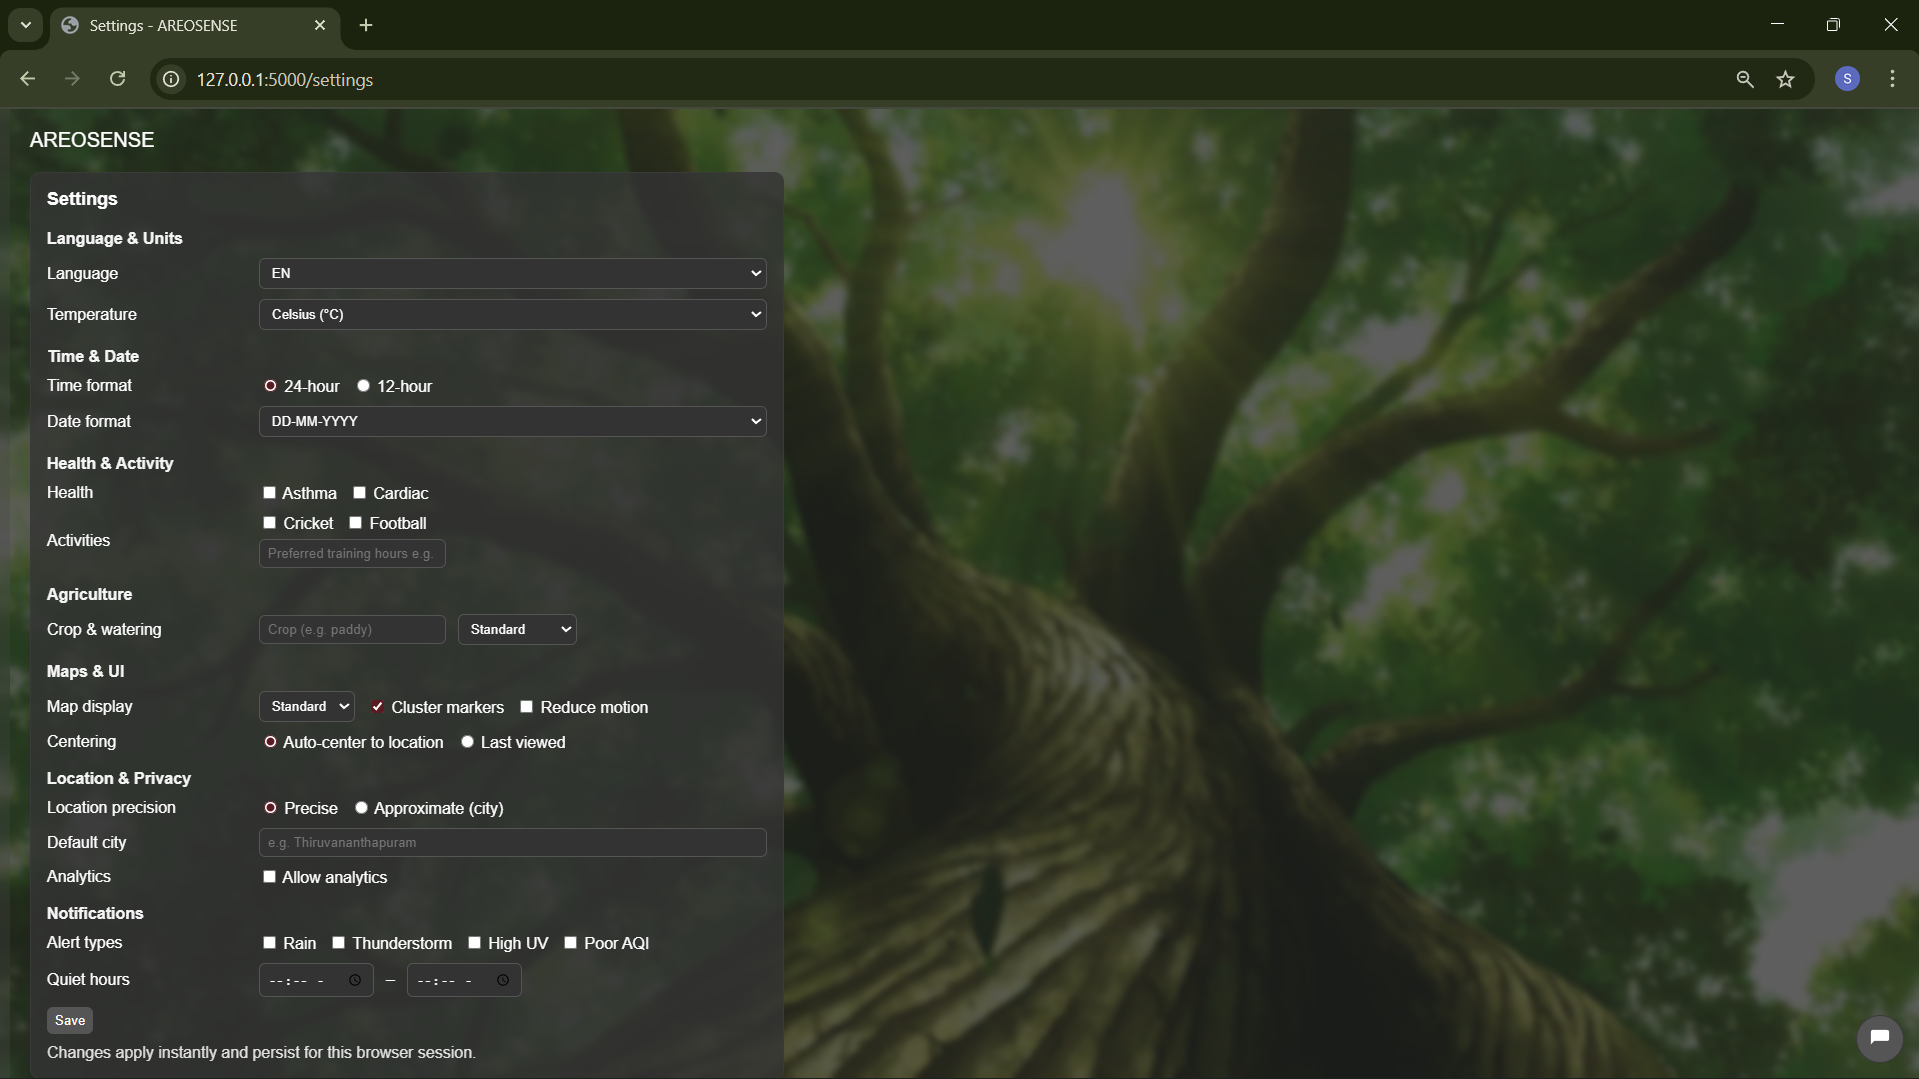 Settings - AREOSENSE
127.0.0.1:5000/settings
S
AREOSENSE
Settings
Language & Units
Language EN
Temperature Celsius (°C)
Time & Date
Time format 24-hour 12-hour
Date format DD-MM-YYYY
Health & Activity
Health Asthma Cardiac
Cricket Football
Activities
Preferred training hours e.g.
Agriculture
Crop & watering Crop (e.g. paddy) Standard
Maps & UI
Map display Standard Cluster markers Reduce motion
Centering Auto-center to location Last viewed
Location & Privacy
Location precision Precise Approximate (city)
Default city e.g. Thiruvananthapuram
Analytics Allow analytics
Notifications
Alert types Rain Thunderstorm High UV Poor AQI
Quiet hours --:-- - – --:-- -
Save
Changes apply instantly and persist for this browser session.